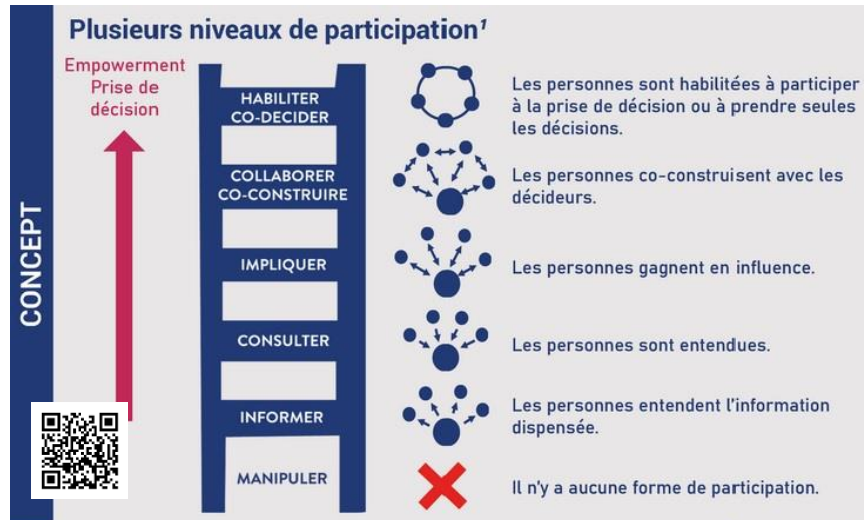 Plusieurs niveaux de participation¹
Empowerment
Prise de
décision
CONCEPT
HABILITER
CO-DECIDER
Les personnes sont habilitées à participer
à la prise de décision ou à prendre seules
les décisions.
COLLABORER
CO-CONSTRUIRE
Les personnes co-construisent avec les
décideurs.
IMPLIQUER
Les personnes gagnent en influence.
CONSULTER
Les personnes sont entendues.
INFORMER
Les personnes entendent l'information
dispensée.
MANIPULER
Il n'y a aucune forme de participation.